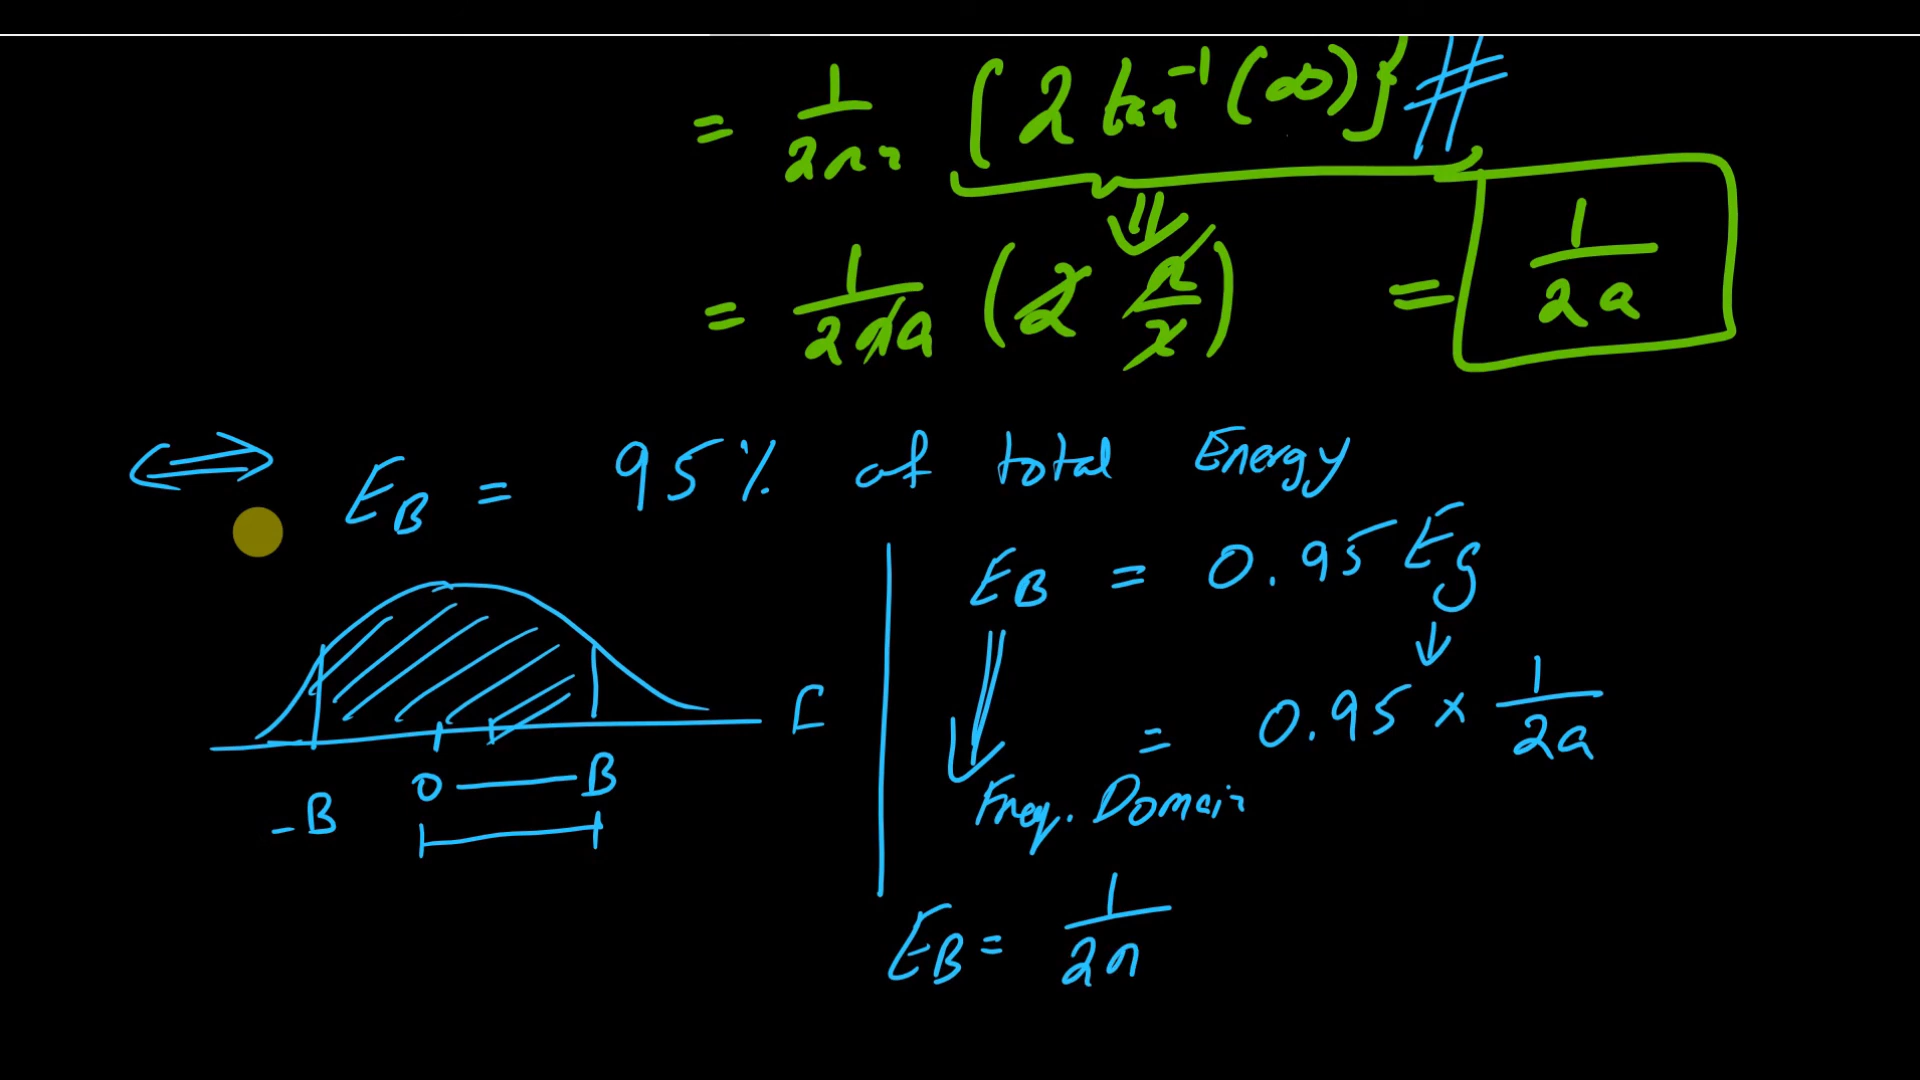 = 1/2πa {2 tan⁻¹(∞)} #
= 1/2πa (2 π/2) = 1/2a
⇔ E_B = 95% of total Energy
E_B = 0.95 E_g
= 0.95 × 1/2a
Freq. Domain
-B 0 B
E_B = 1/2π